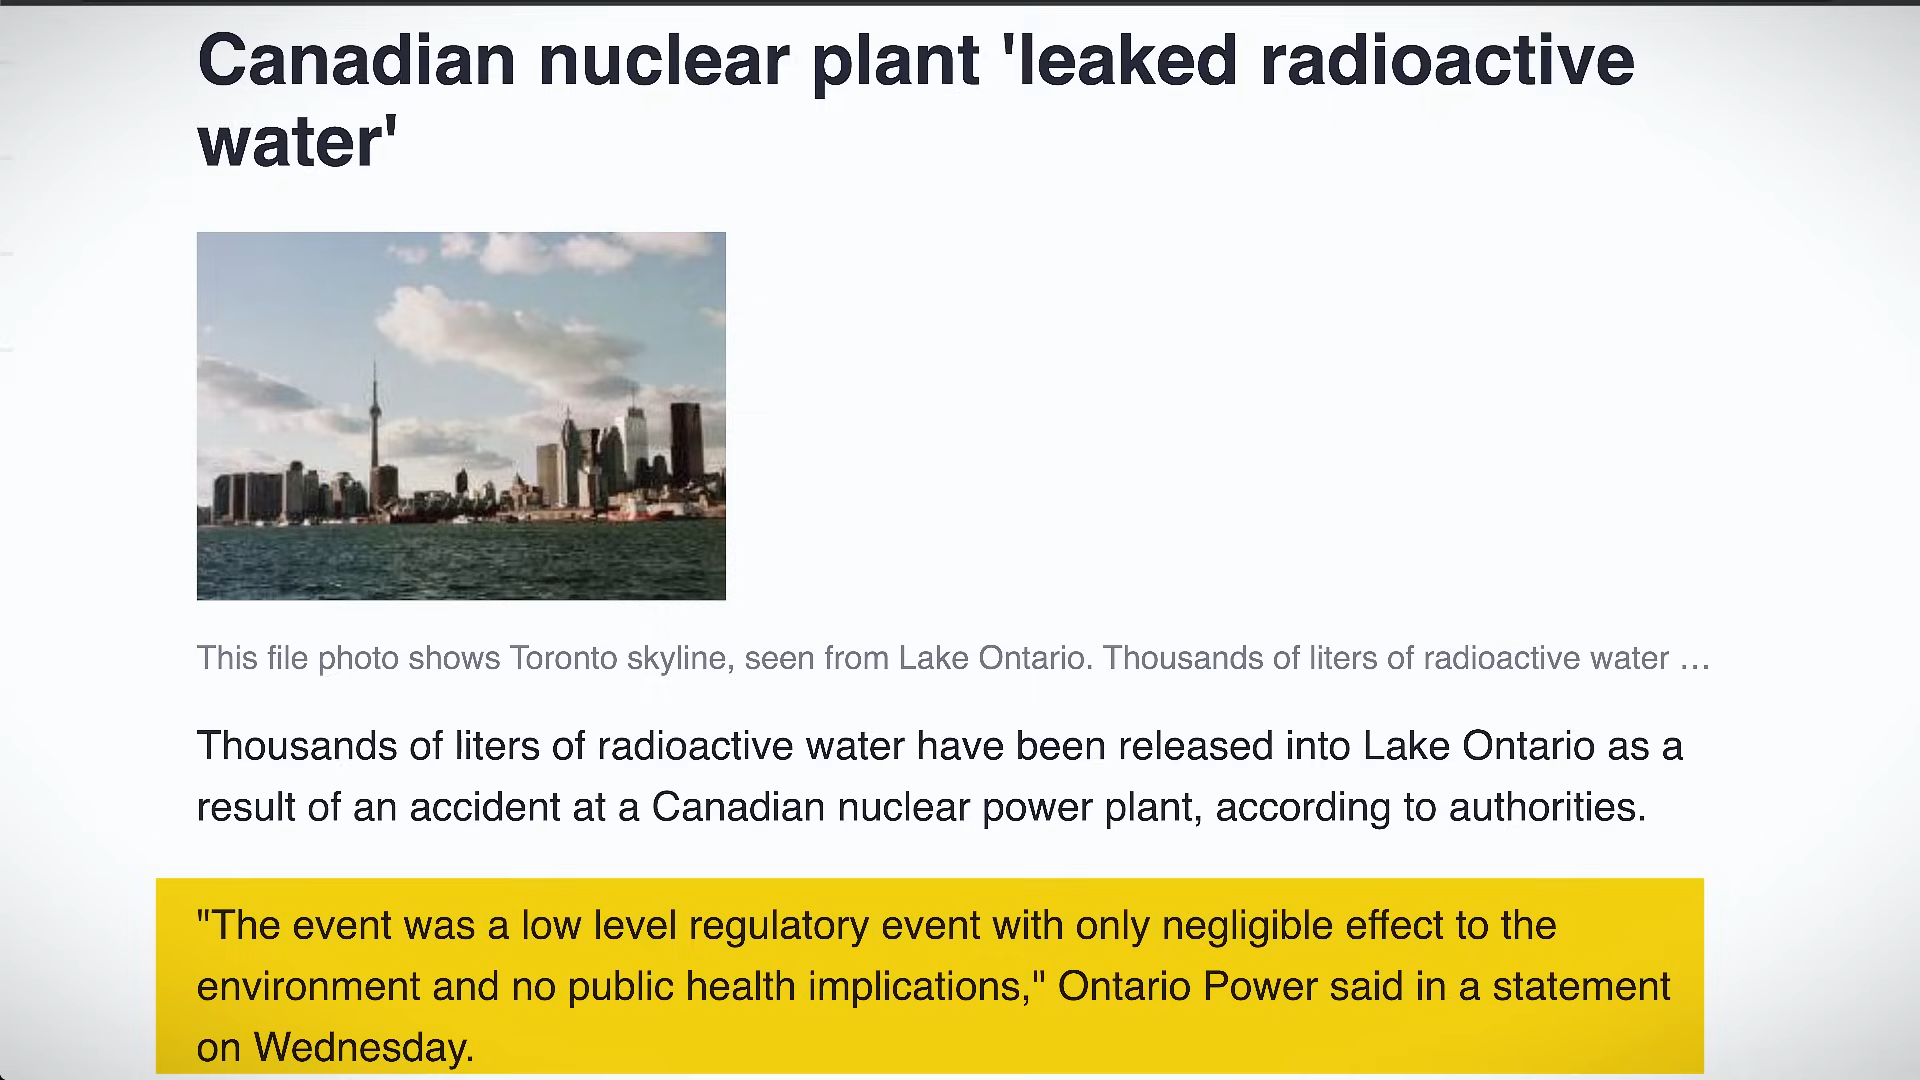 Canadian nuclear plant 'leaked radioactive
water'
This file photo shows Toronto skyline, seen from Lake Ontario. Thousands of liters of radioactive water ...
Thousands of liters of radioactive water have been released into Lake Ontario as a
result of an accident at a Canadian nuclear power plant, according to authorities.
"The event was a low level regulatory event with only negligible effect to the
environment and no public health implications," Ontario Power said in a statement
on Wednesday.